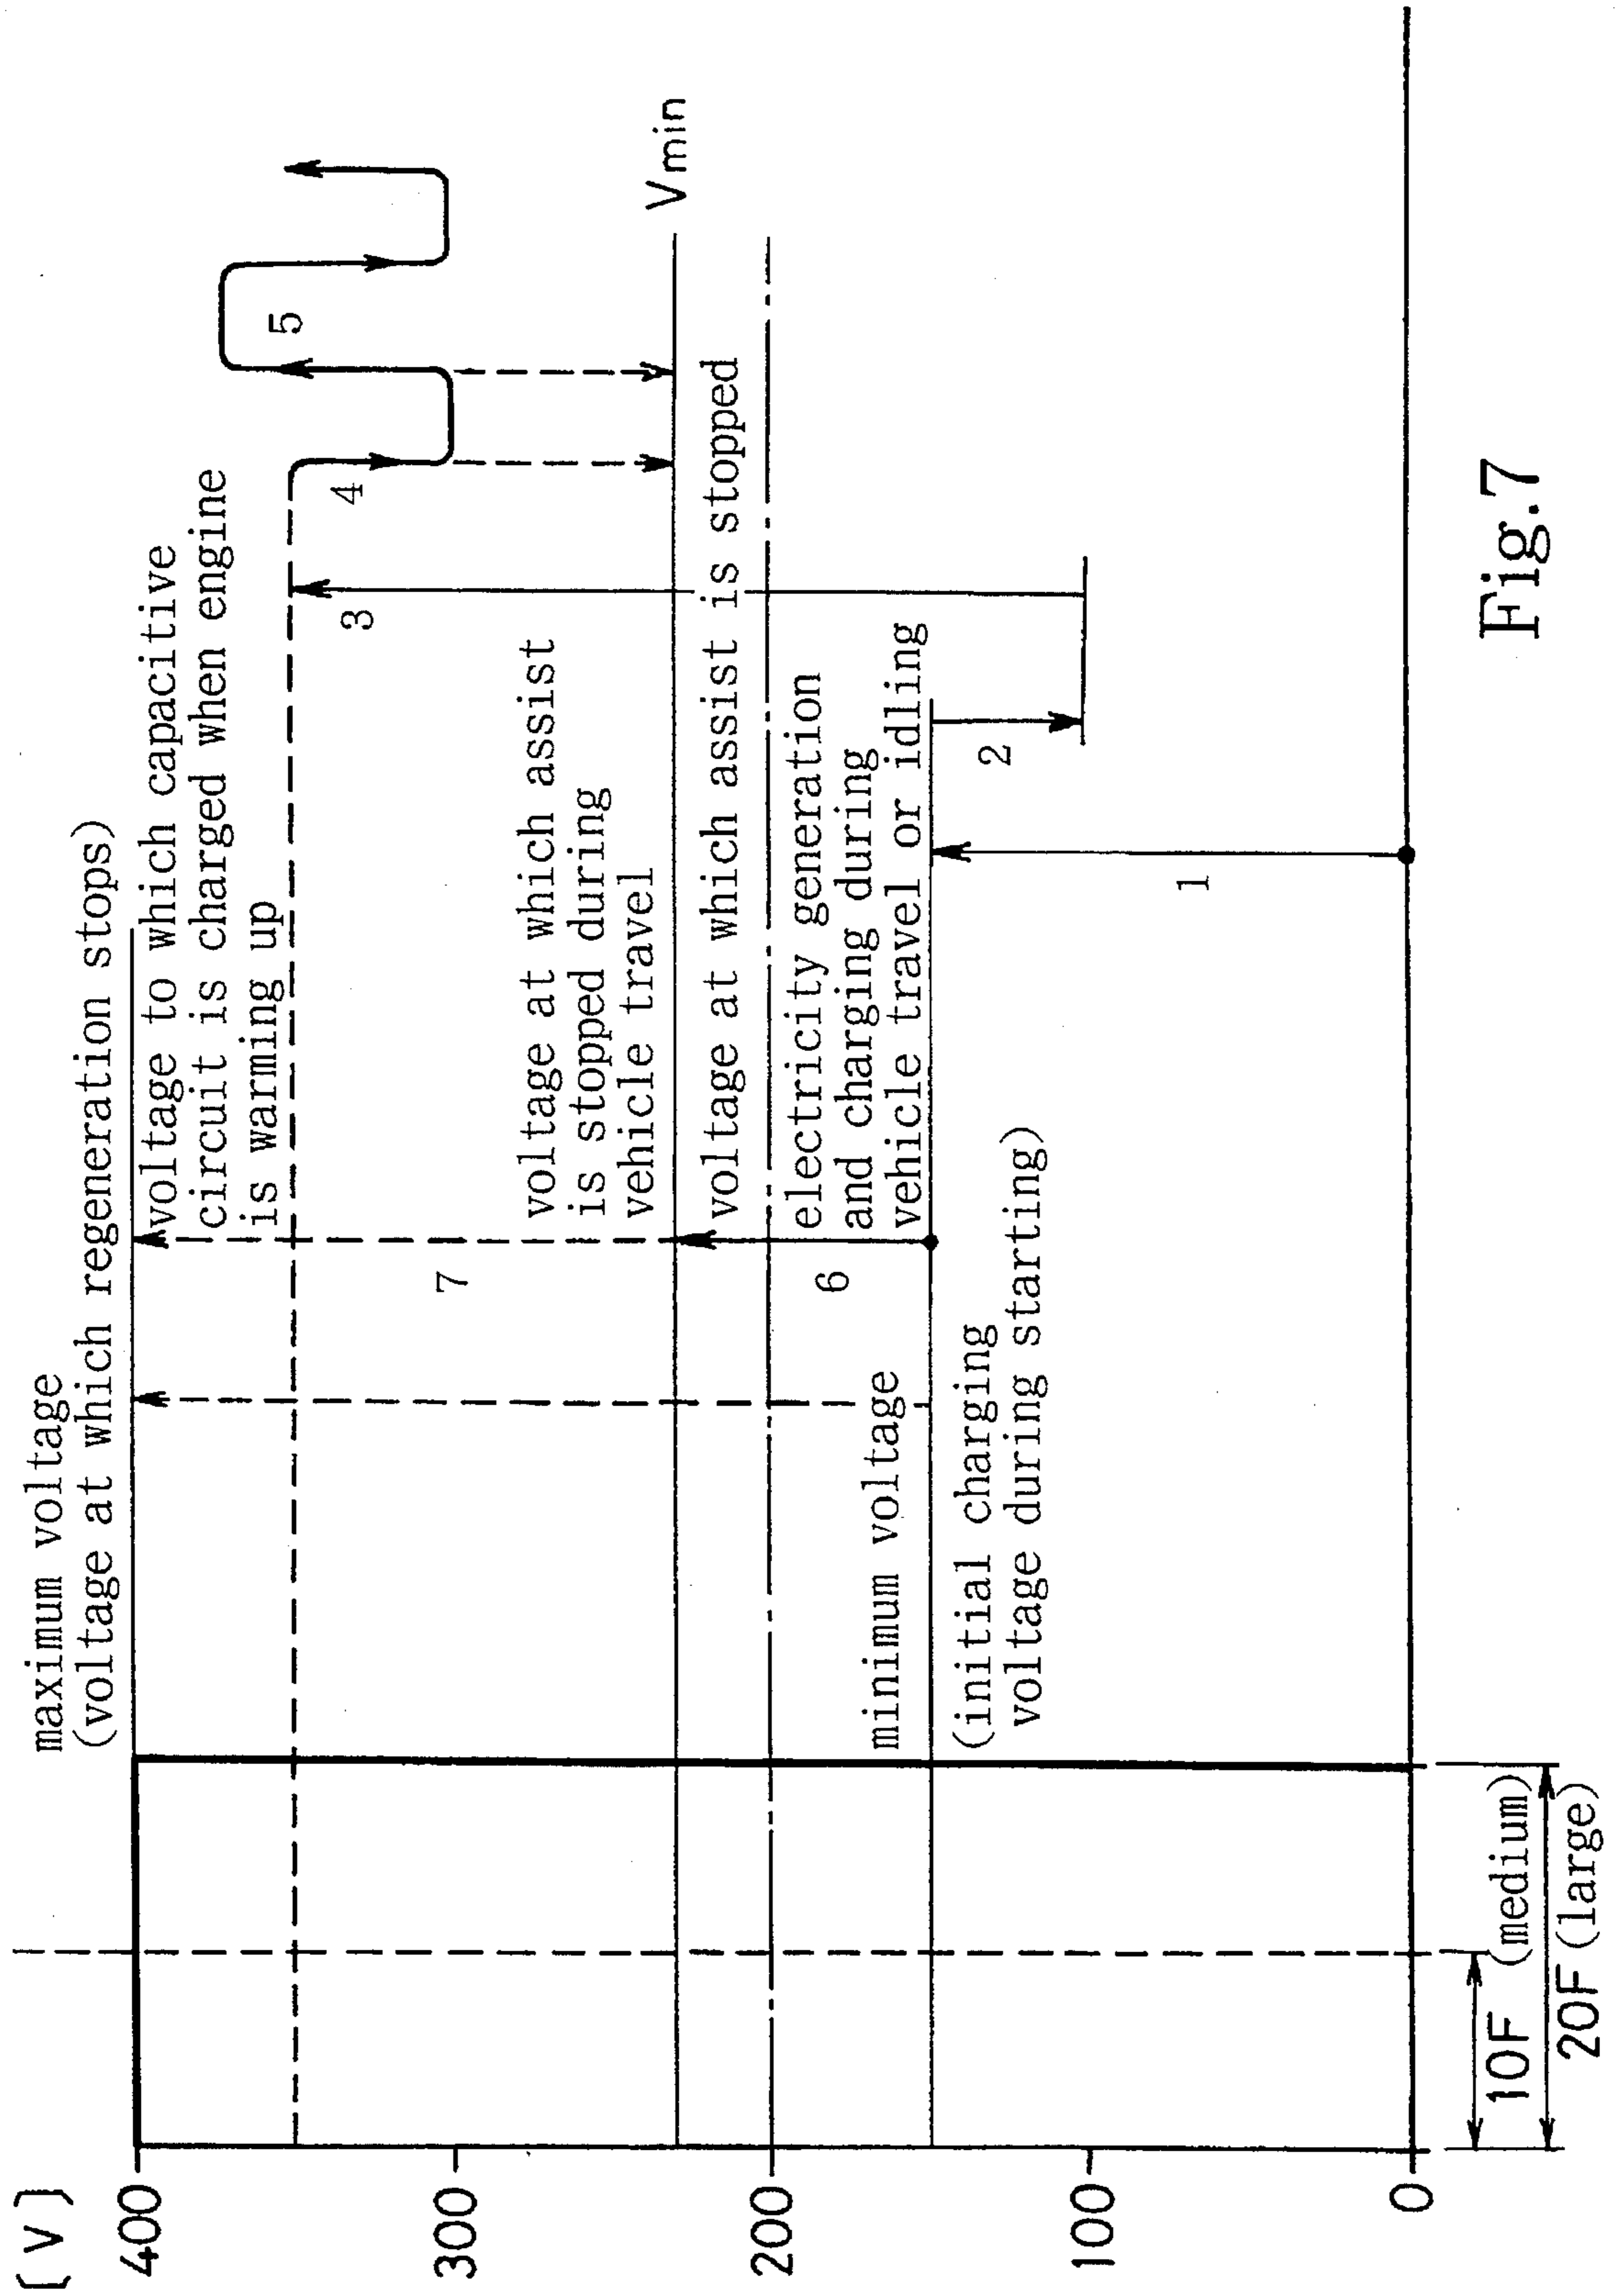 [V]
maximum voltage
(voltage at which regeneration stops)
400
voltage to which capacitive
circuit is charged when engine
is warming up
5
4
3
300
7
voltage at which assist
is stopped during
vehicle travel
Vmin
voltage at which assist is stopped
200
6
electricity generation
and charging during
vehicle travel or idling
minimum voltage
(initial charging
voltage during starting)
2
100
1
0
10F (medium)
20F (large)
Fig.7